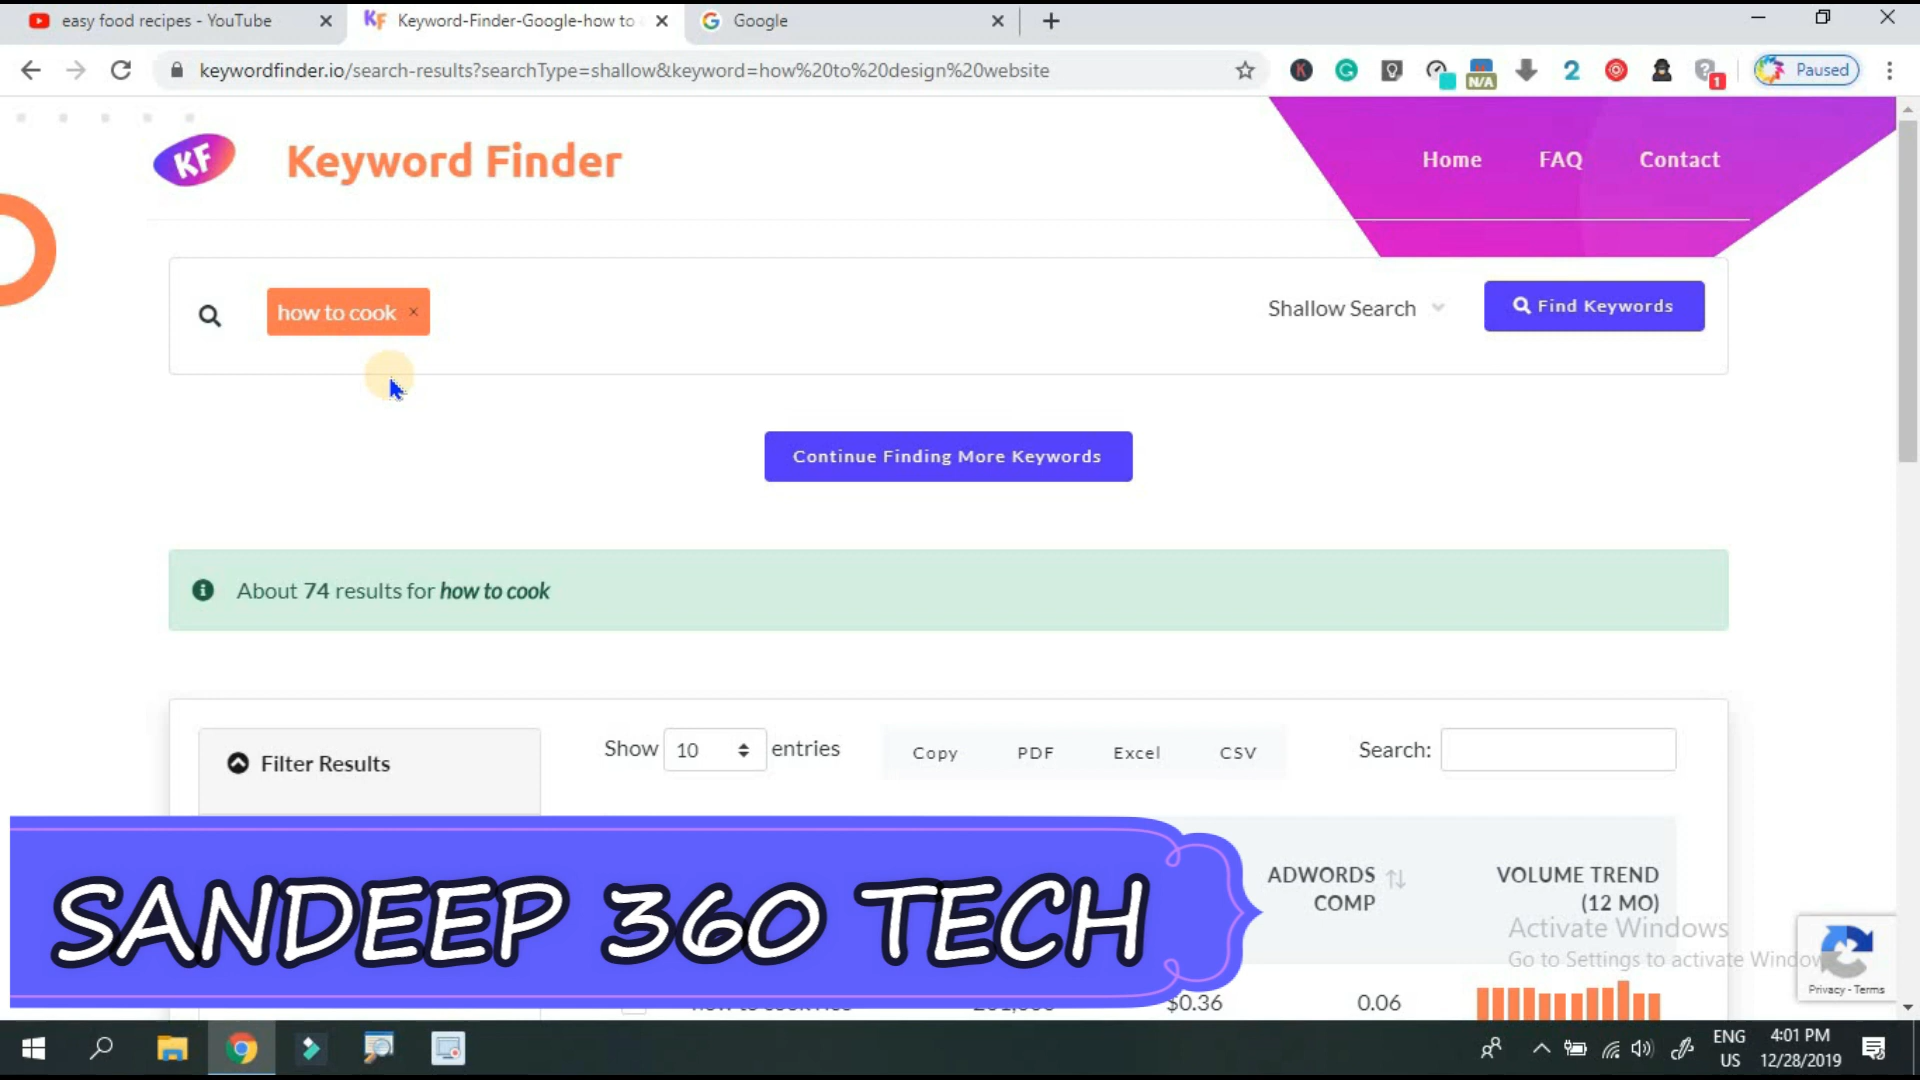 easy food recipes - YouTube
Keyword-Finder-Google-how to
Google
keywordfinder.io/search-results?searchType=shallow&keyword=how%20to%20design%20website
N/A
2
1
Paused
KF
Keyword Finder
Home
FAQ
Contact
how to cook ×
Shallow Search
Find Keywords
Continue Finding More Keywords
About 74 results for how to cook
Filter Results
Show 10 entries
Copy
PDF
Excel
CSV
Search:
ADWORDS COMP
VOLUME TREND (12 MO)
SANDEEP 360 TECH
Activate Windows
Go to Settings to activate
Privacy - Terms
$0.36
0.06
ENG
US
4:01 PM
12/28/2019